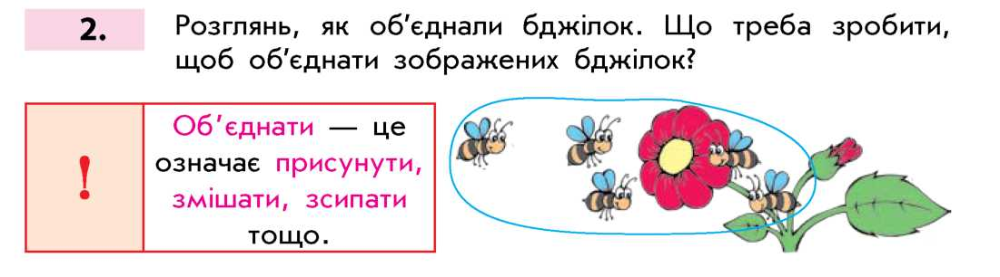 2.
Розглянь, як об’єднали бджілок. Що треба зробити,
щоб об’єднати зображених бджілок?
!
Об’єднати — це
означає присунути,
змішати, зсипати
тощо.